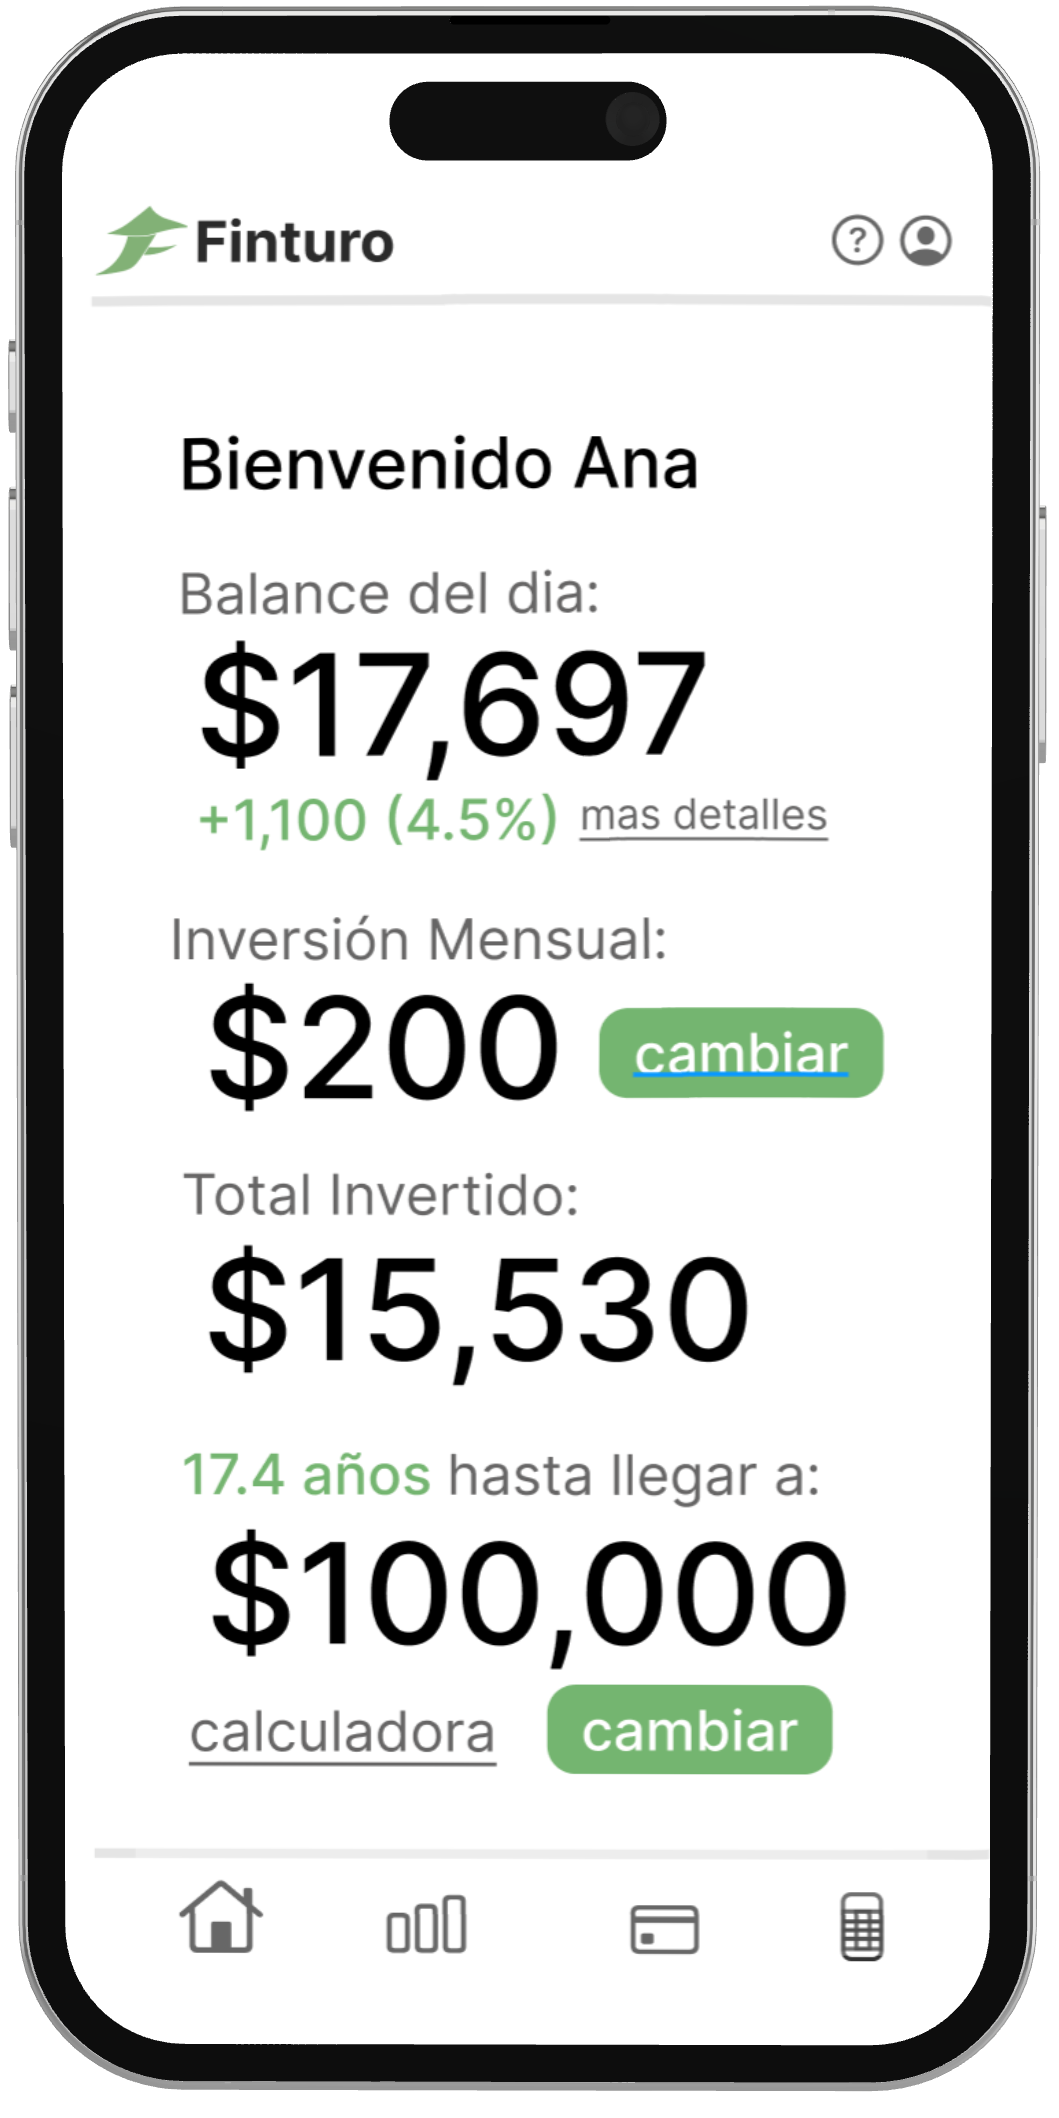 Finturo
?
Bienvenido Ana
Balance del dia:
$17,697
+1,100 (4.5%) mas detalles
Inversión Mensual:
$200 cambiar
Total Invertido:
$15,530
17.4 años hasta llegar a:
$100,000
calculadora cambiar